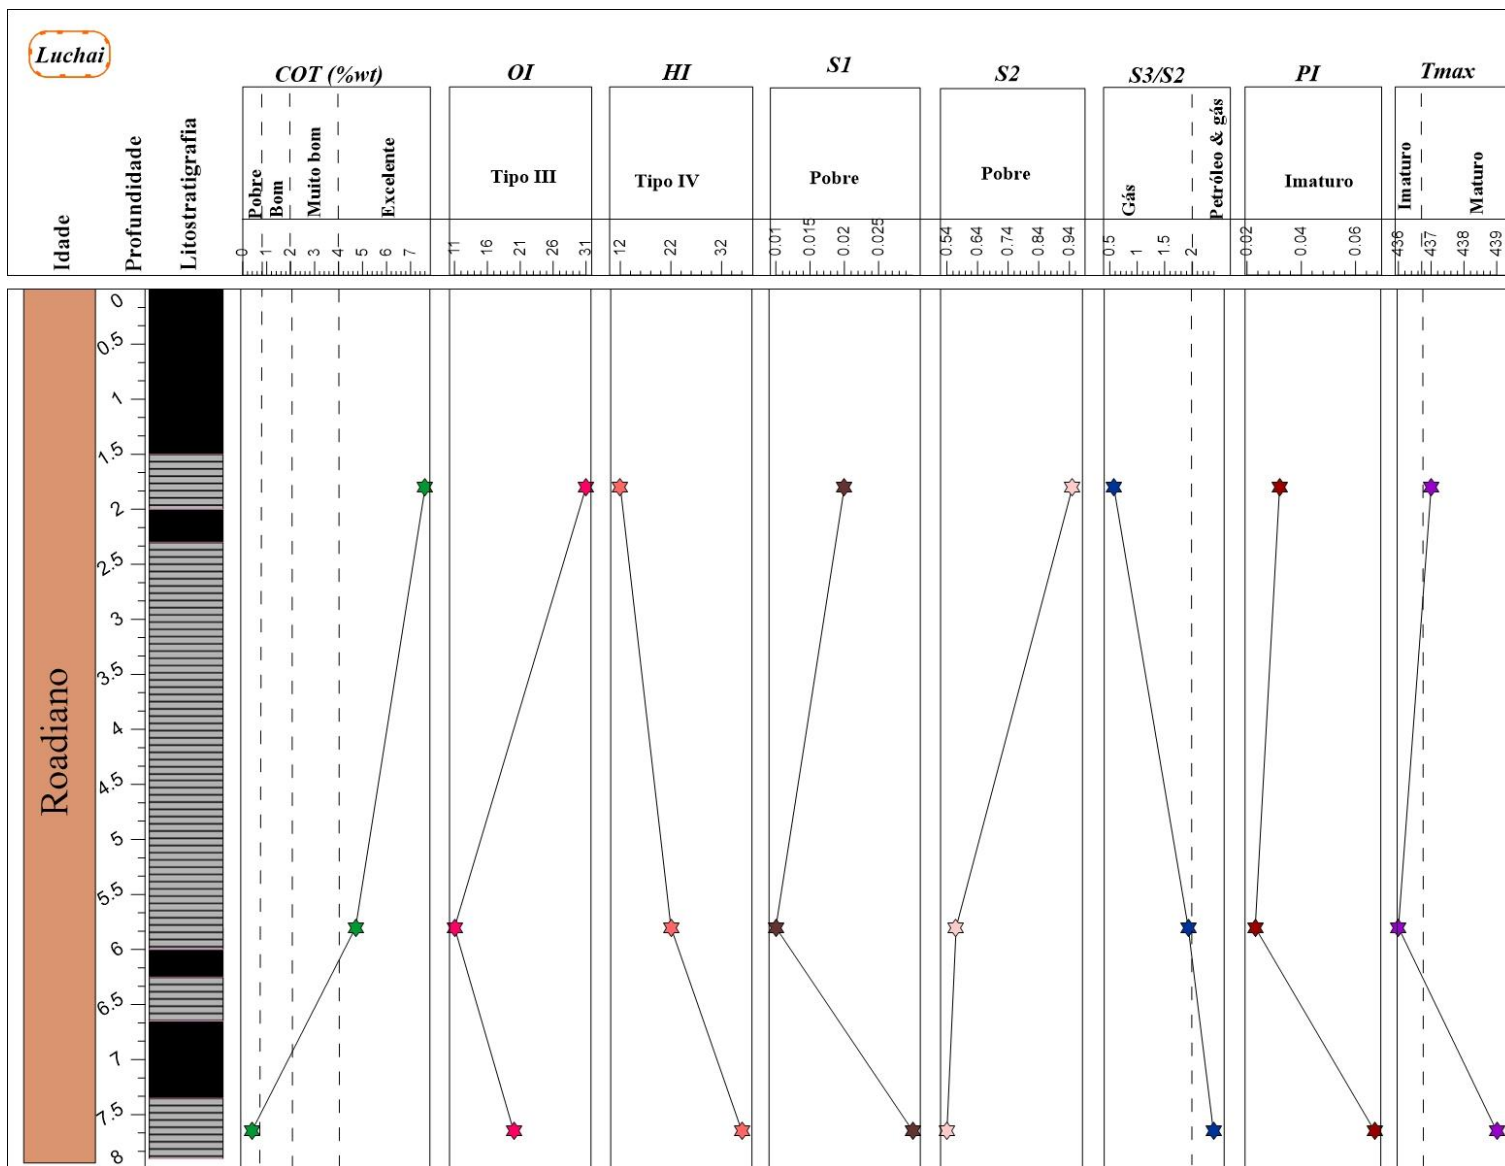 Luchai
Idade
Profundidade
Litostratigrafia
COT (%wt)
Pobre
Bom
Muito bom
Excelente
0 1 2 3 4 5 6 7
OI
Tipo III
11 16 21 26 31
HI
Tipo IV
12 22 32
S1
Pobre
0.01 0.015 0.02 0.025
S2
Pobre
0.54 0.64 0.74 0.84 0.94
S3/S2
Gás
Petróleo & gás
0.5 1 1.5 2
PI
Imaturo
0.02 0.04 0.06
Tmax
Imaturo
Maturo
436 437 438 439
Roadiano
0
0.5
1
1.5
2
2.5
3
3.5
4
4.5
5
5.5
6
6.5
7
7.5
8